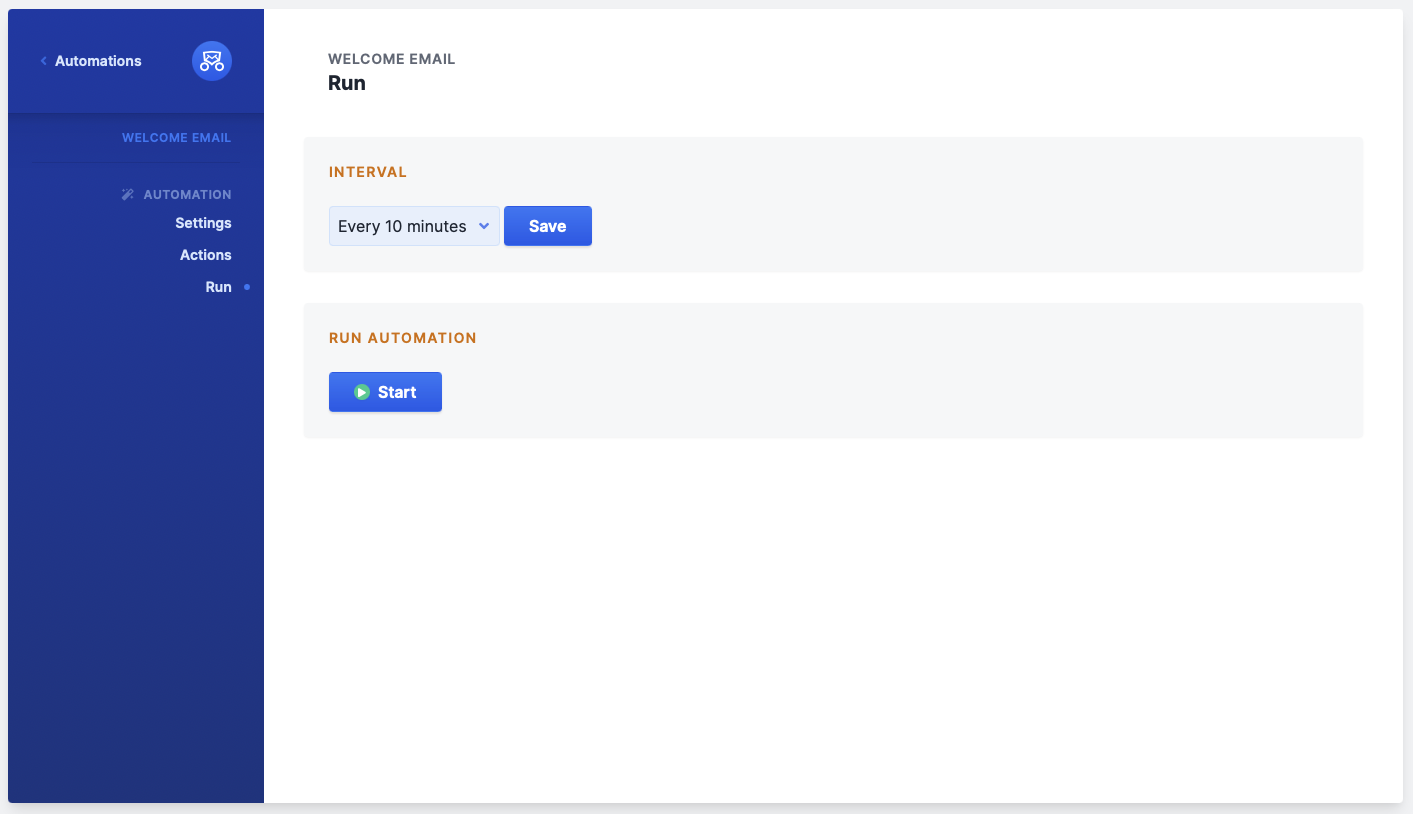 Automations
WELCOME EMAIL
AUTOMATION
Settings
Actions
Run
WELCOME EMAIL
Run
INTERVAL
Every 10 minutes
Save
RUN AUTOMATION
Start